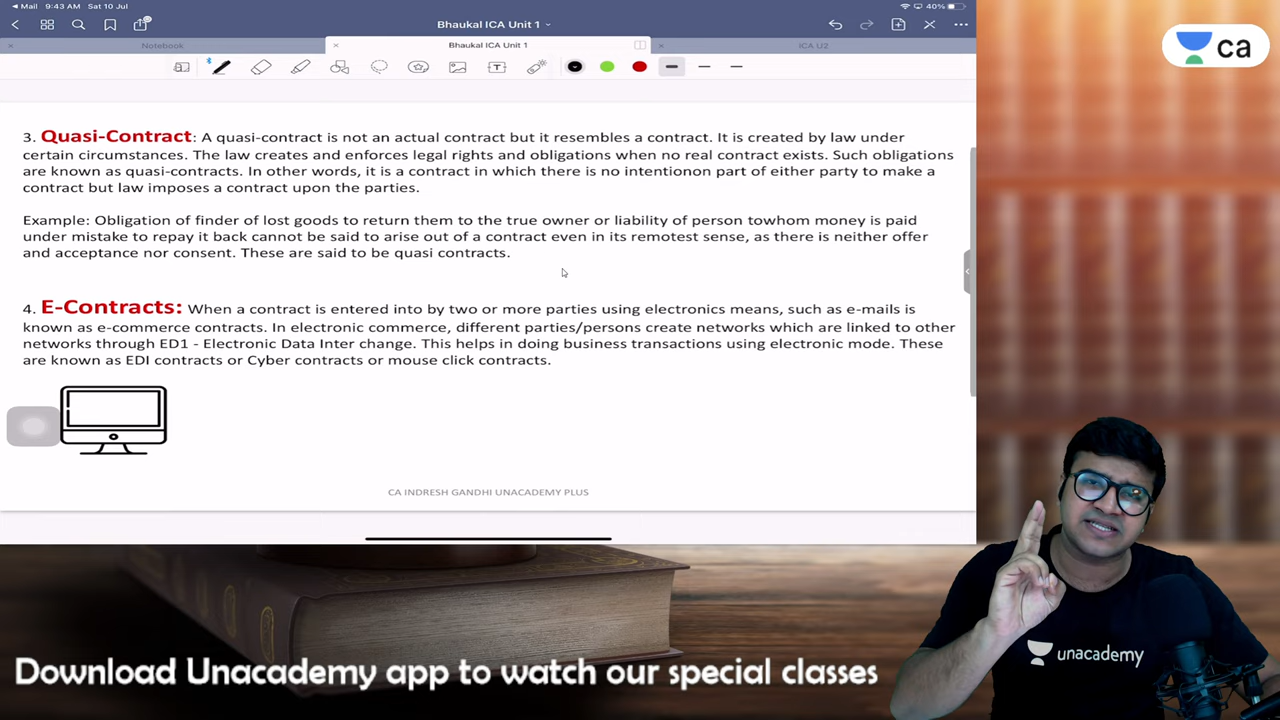 Mail 9:43 AM Sat 10 Jul 40%
Bhaukal ICA Unit 1
Notebook Bhaukal ICA Unit 1 ICA U2
ca
3. Quasi-Contract: A quasi-contract is not an actual contract but it resembles a contract. It is created by law under
certain circumstances. The law creates and enforces legal rights and obligations when no real contract exists. Such obligations
are known as quasi-contracts. In other words, it is a contract in which there is no intentionon part of either party to make a
contract but law imposes a contract upon the parties.
Example: Obligation of finder of lost goods to return them to the true owner or liability of person towhom money is paid
under mistake to repay it back cannot be said to arise out of a contract even in its remotest sense, as there is neither offer
and acceptance nor consent. These are said to be quasi contracts.
4. E-Contracts: When a contract is entered into by two or more parties using electronics means, such as e-mails is
known as e-commerce contracts. In electronic commerce, different parties/persons create networks which are linked to other
networks through ED1 - Electronic Data Inter change. This helps in doing business transactions using electronic mode. These
are known as EDI contracts or Cyber contracts or mouse click contracts.
CA INDRESH GANDHI UNACADEMY PLUS
unacademy
Download Unacademy app to watch our special classes